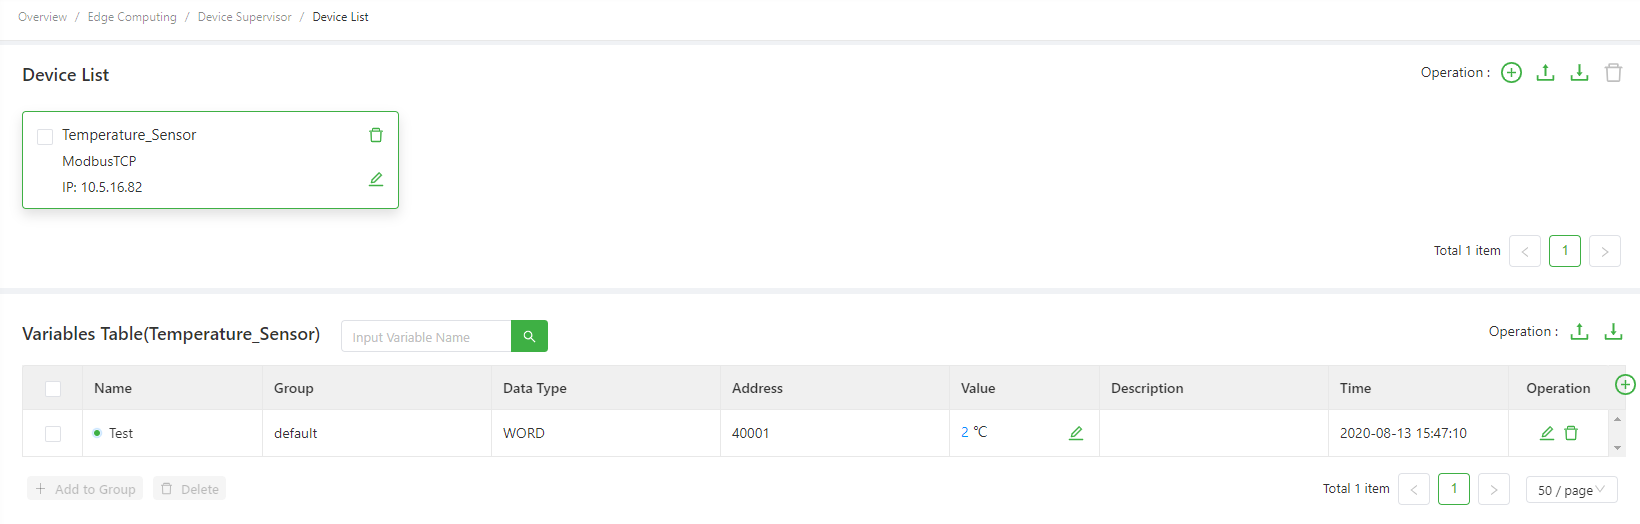 Overview / Edge Computing / Device Supervisor / Device List
Device List
Operation :
Temperature_Sensor
ModbusTCP
IP: 10.5.16.82
Total 1 item < 1 >
Variables Table(Temperature_Sensor) Input Variable Name Operation :
Name Group Data Type Address Value Description Time Operation
Test default WORD 40001 2 ℃ 2020-08-13 15:47:10
+ Add to Group Delete Total 1 item < 1 > 50 / page